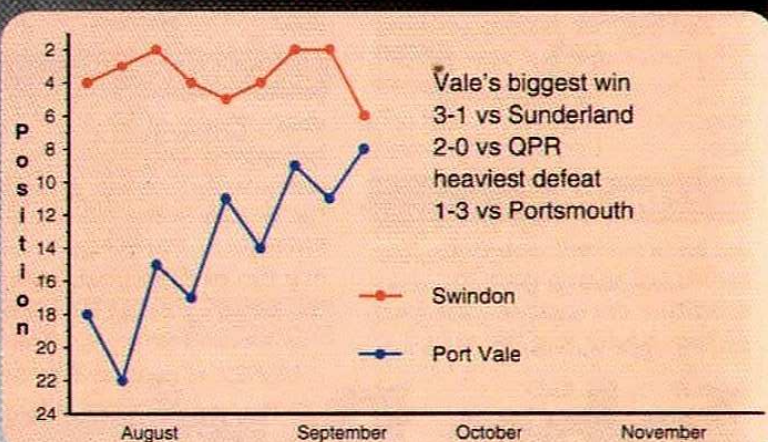 2
4
6
8
10
12
14
16
18
20
22
24
Position
August
September
October
November
Vale's biggest win
3-1 vs Sunderland
2-0 vs QPR
heaviest defeat
1-3 vs Portsmouth
Swindon
Port Vale